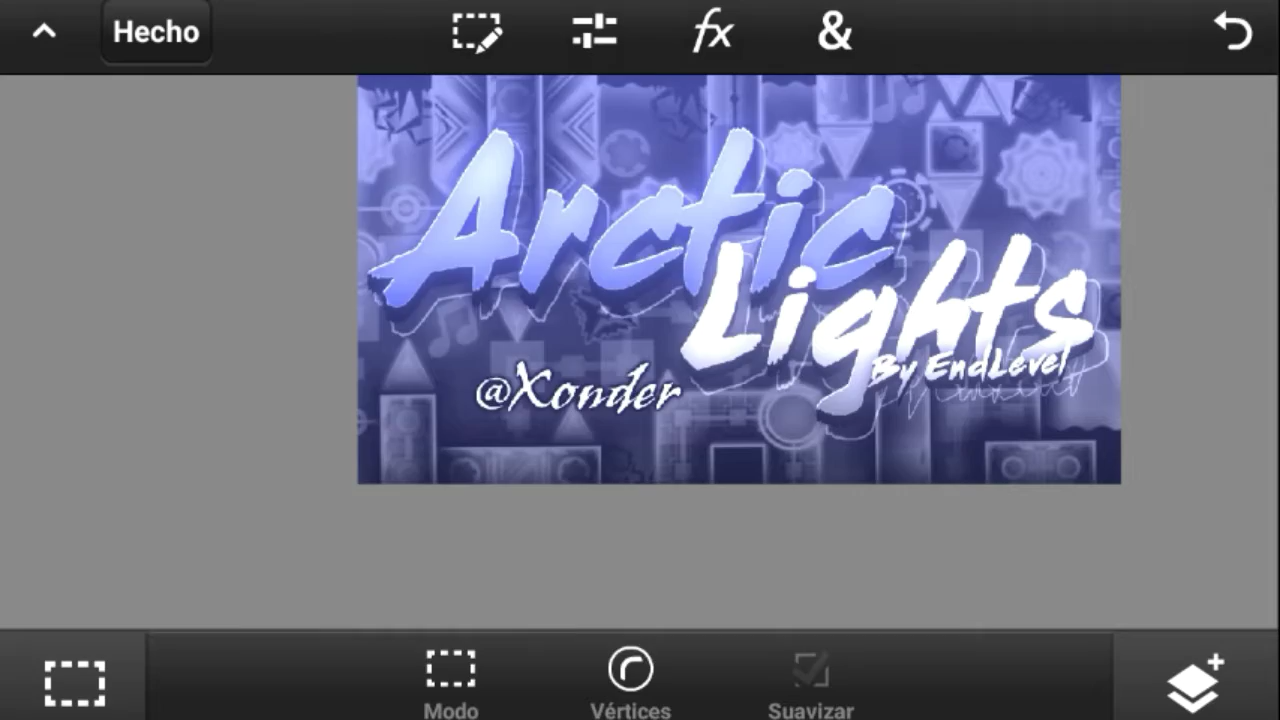 Hecho
fx
&
Arctic
Lights
By EndLevel
@Xonder
Modo
Vértices
Suavizar